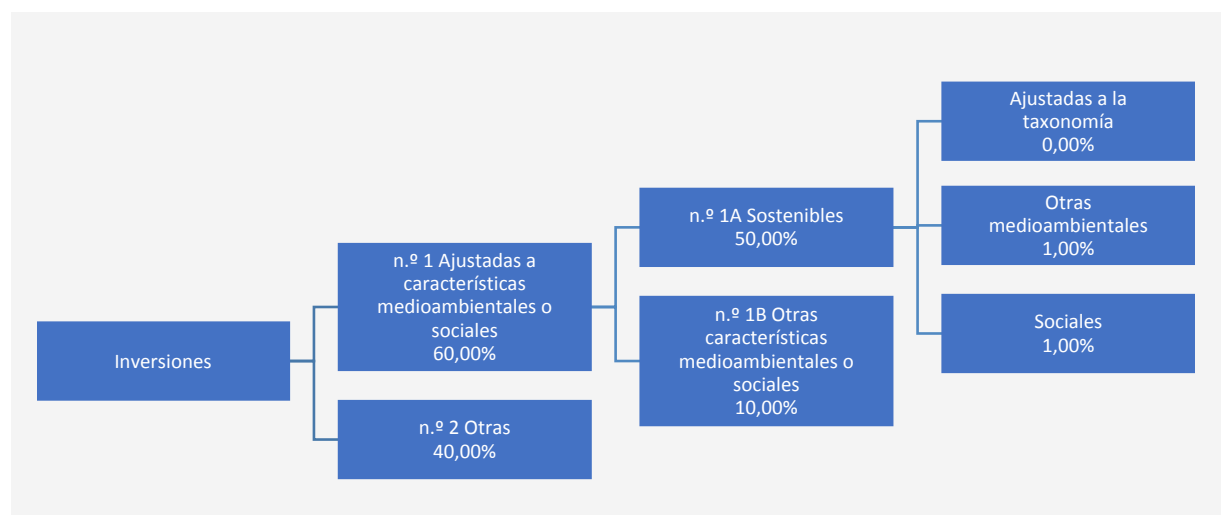 Inversiones
n.º 1 Ajustadas a
características
medioambientales o
sociales
60,00%
n.º 2 Otras
40,00%
n.º 1A Sostenibles
50,00%
n.º 1B Otras
características
medioambientales o
sociales
10,00%
Ajustadas a la
taxonomía
0,00%
Otras
medioambientales
1,00%
Sociales
1,00%